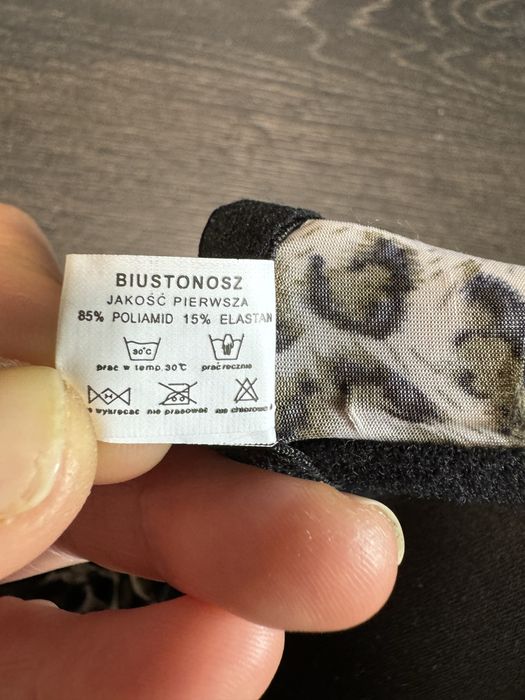 BIUSTONOSZ
JAKOŚĆ PIERWSZA
85% POLIAMID 15% ELASTAN
30°C
prać w temp. 30°C prać ręcznie
wykręcać nie prasować nie chlorować